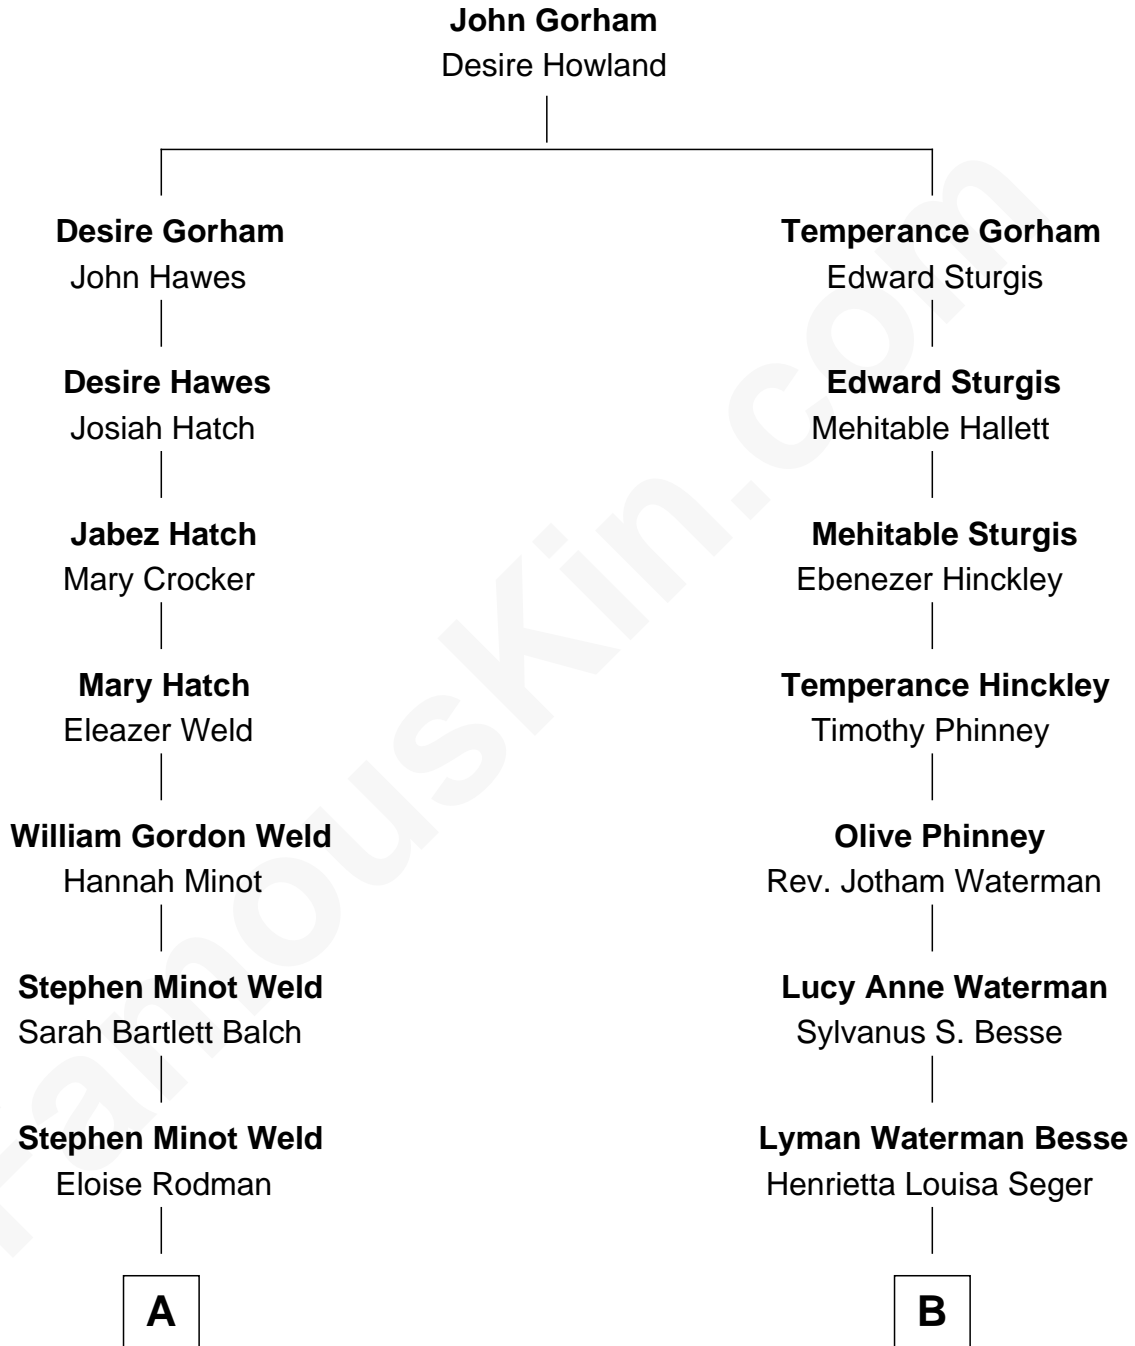 John Gorham
Desire Howland
Desire Gorham
John Hawes
Temperance Gorham
Edward Sturgis
Desire Hawes
Josiah Hatch
Edward Sturgis
Mehitable Hallett
Jabez Hatch
Mary Crocker
Mehitable Sturgis
Ebenezer Hinckley
Mary Hatch
Eleazer Weld
Temperance Hinckley
Timothy Phinney
William Gordon Weld
Hannah Minot
Olive Phinney
Rev. Jotham Waterman
Stephen Minot Weld
Sarah Bartlett Balch
Lucy Anne Waterman
Sylvanus S. Besse
Stephen Minot Weld
Eloise Rodman
Lyman Waterman Besse
Henrietta Louisa Seger
A
B
FamousKin.com